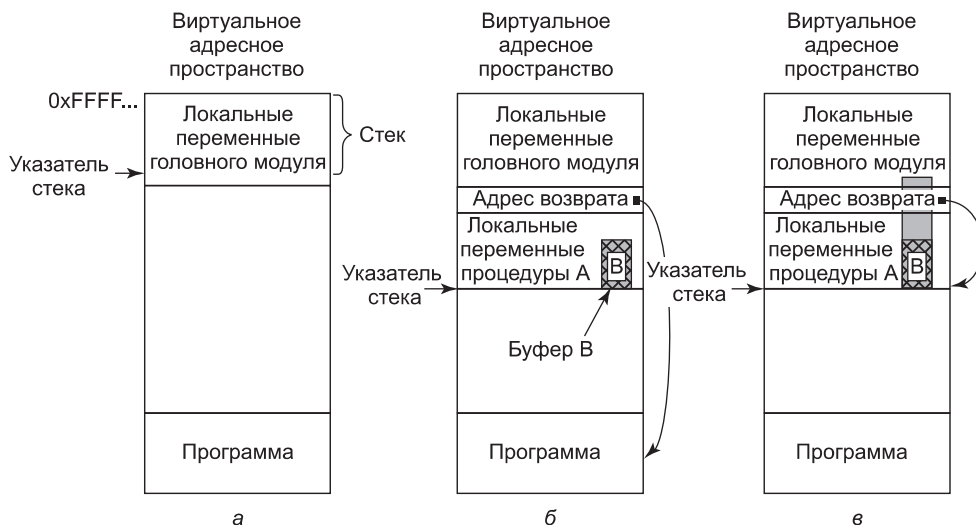 Виртуальное
адресное
пространство
0xFFFF...
Локальные
переменные
головного модуля
Стек
Указатель
стека
Программа
а
Виртуальное
адресное
пространство
Локальные
переменные
головного модуля
Адрес возврата
Локальные
переменные
процедуры А
В
Указатель
стека
Буфер В
Программа
б
Виртуальное
адресное
пространство
Локальные
переменные
головного модуля
Адрес возврата
Локальные
переменные
процедуры А
В
Указатель
стека
Программа
в